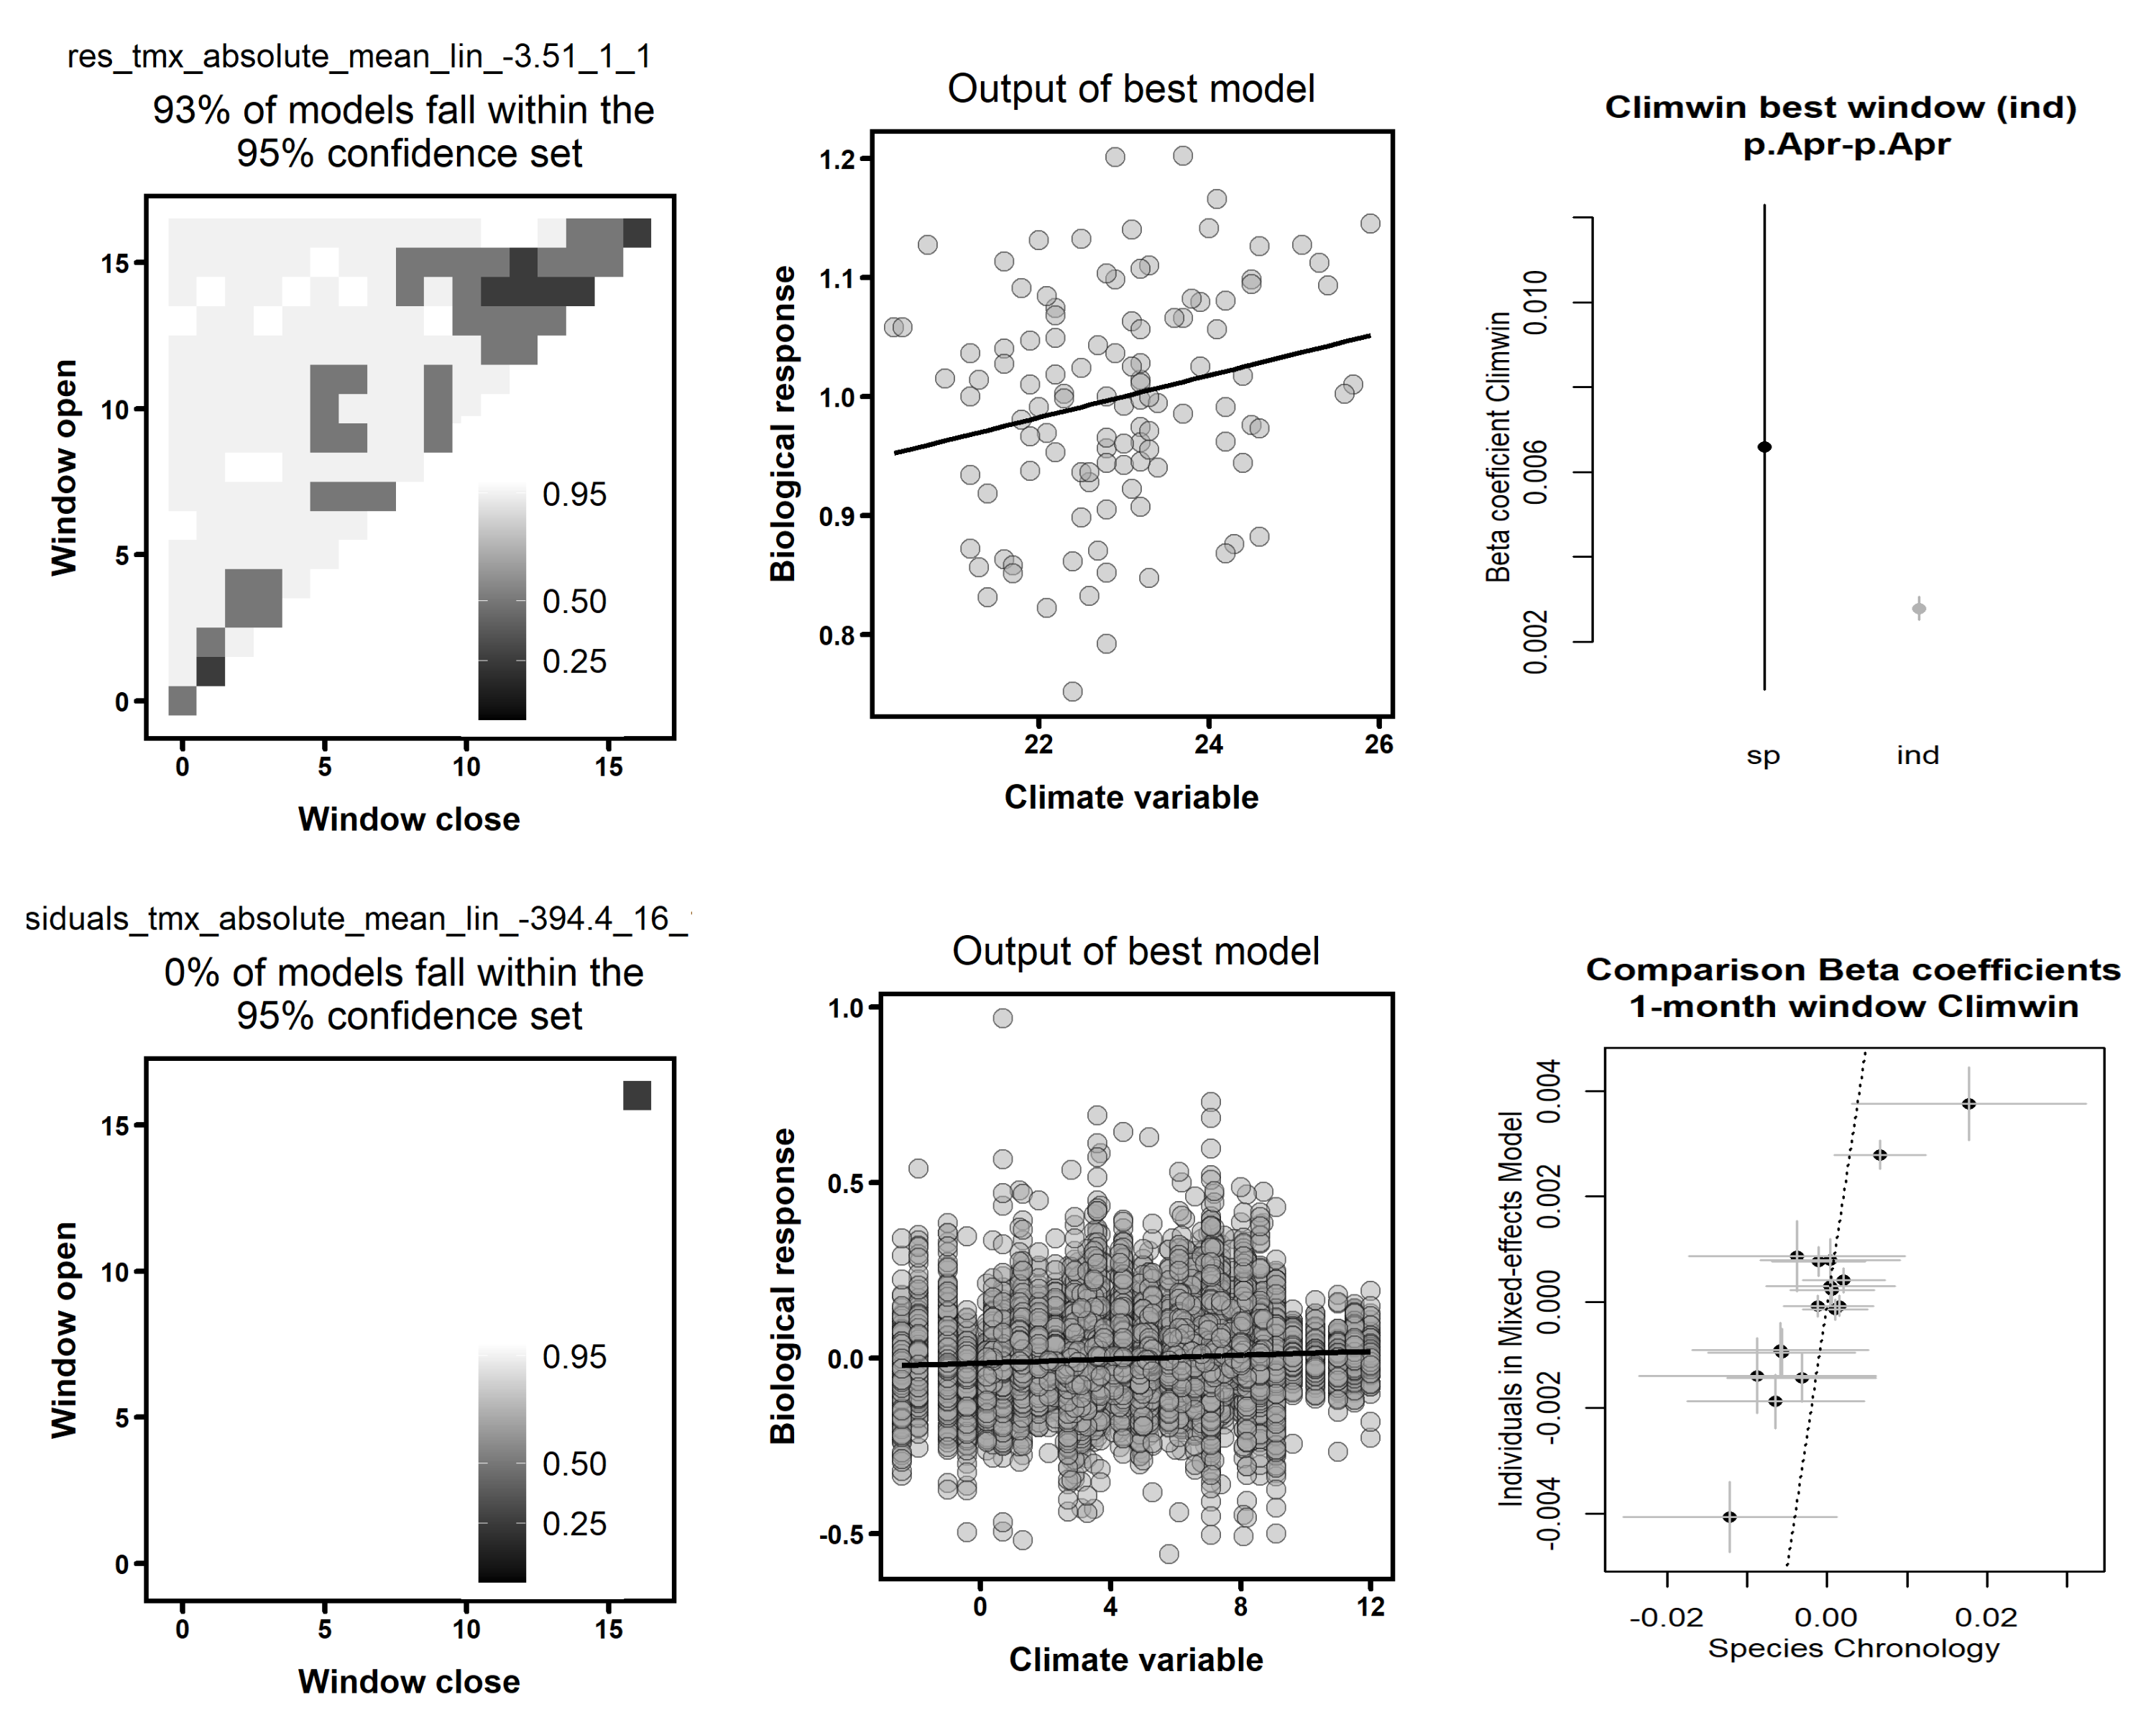 res_tmx_absolute_mean_lin_-3.51_1_1
93% of models fall within the
95% confidence set
Window open
15
10
5
0
0.95
0.50
0.25
0 5 10 15
Window close
Output of best model
Biological response
1.2
1.1
1.0
0.9
0.8
22 24 26
Climate variable
Climwin best window (ind)
p.Apr-p.Apr
Beta coeficient Climwin
0.010
0.006
0.002
sp ind
siduals_tmx_absolute_mean_lin_-394.4_16_
0% of models fall within the
95% confidence set
Window open
15
10
5
0
0.95
0.50
0.25
0 5 10 15
Window close
Output of best model
Biological response
1.0
0.5
0.0
-0.5
0 4 8 12
Climate variable
Comparison Beta coefficients
1-month window Climwin
Individuals in Mixed-effects Model
0.004
0.002
0.000
-0.002
-0.004
-0.02 0.00 0.02
Species Chronology